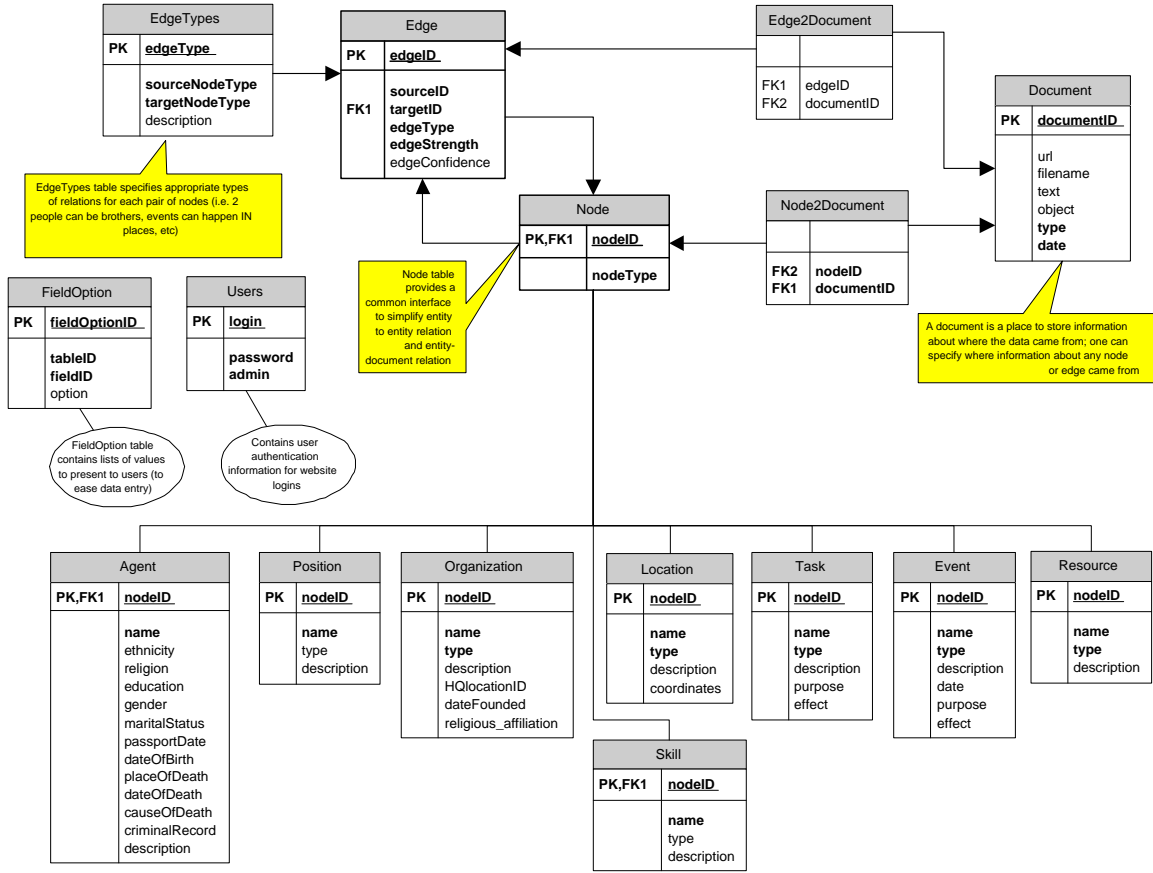 EdgeTypes
PK edgeType
sourceNodeType
targetNodeType
description
EdgeTypes table specifies appropriate types
of relations for each pair of nodes (i.e. 2
people can be brothers, events can happen IN
places, etc)
Edge
PK edgeID
sourceID
FK1 targetID
edgeType
edgeStrength
edgeConfidence
Edge2Document
FK1 edgeID
FK2 documentID
Document
PK documentID
url
filename
text
object
type
date
A document is a place to store information
about where the data came from; one can
specify where information about any node
or edge came from
Node
PK,FK1 nodeID
nodeType
Node table
provides a
common interface
to simplify entity
to entity relation
and entity-
document relation
Node2Document
FK2 nodeID
FK1 documentID
FieldOption
PK fieldOptionID
tableID
fieldID
option
FieldOption table
contains lists of values
to present to users (to
ease data entry)
Users
PK login
password
admin
Contains user
authentication
information for website
logins
Agent
PK,FK1 nodeID
name
ethnicity
religion
education
gender
maritalStatus
passportDate
dateOfBirth
placeOfDeath
dateOfDeath
causeOfDeath
criminalRecord
description
Position
PK nodeID
name
type
description
Organization
PK nodeID
name
type
description
HQlocationID
dateFounded
religious_affiliation
Location
PK nodeID
name
type
description
coordinates
Task
PK nodeID
name
type
description
purpose
effect
Event
PK nodeID
name
type
description
date
purpose
effect
Resource
PK nodeID
name
type
description
Skill
PK,FK1 nodeID
name
type
description